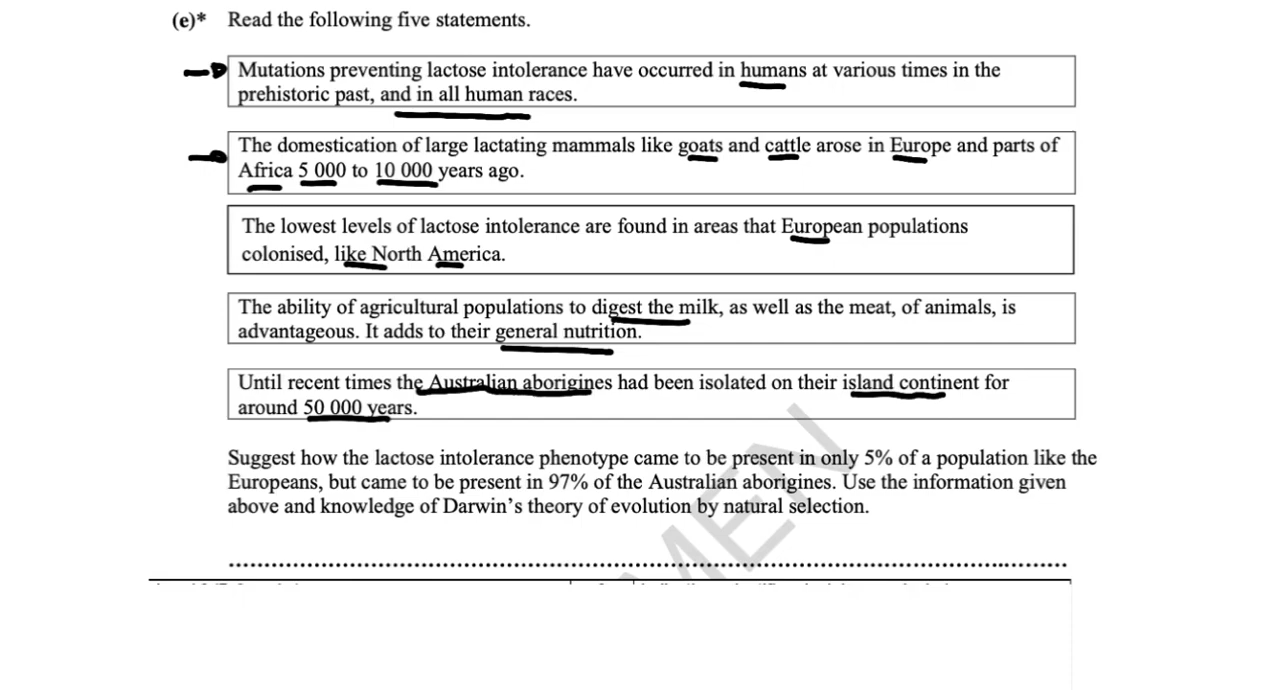 (e)* Read the following five statements.
Mutations preventing lactose intolerance have occurred in humans at various times in the
prehistoric past, and in all human races.
The domestication of large lactating mammals like goats and cattle arose in Europe and parts of
Africa 5 000 to 10 000 years ago.
The lowest levels of lactose intolerance are found in areas that European populations
colonised, like North America.
The ability of agricultural populations to digest the milk, as well as the meat, of animals, is
advantageous. It adds to their general nutrition.
Until recent times the Australian aborigines had been isolated on their island continent for
around 50 000 years.
Suggest how the lactose intolerance phenotype came to be present in only 5% of a population like the
Europeans, but came to be present in 97% of the Australian aborigines. Use the information given
above and knowledge of Darwin's theory of evolution by natural selection.
MEN